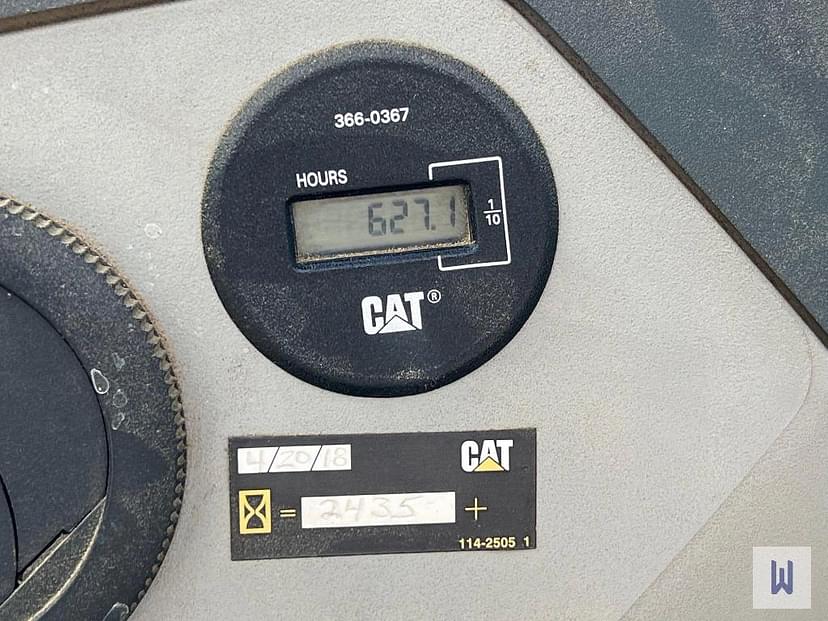 366-0367
HOURS
627.1
1
10
CAT®
4/20/18
CAT
= 2435 +
114-2505 1
W